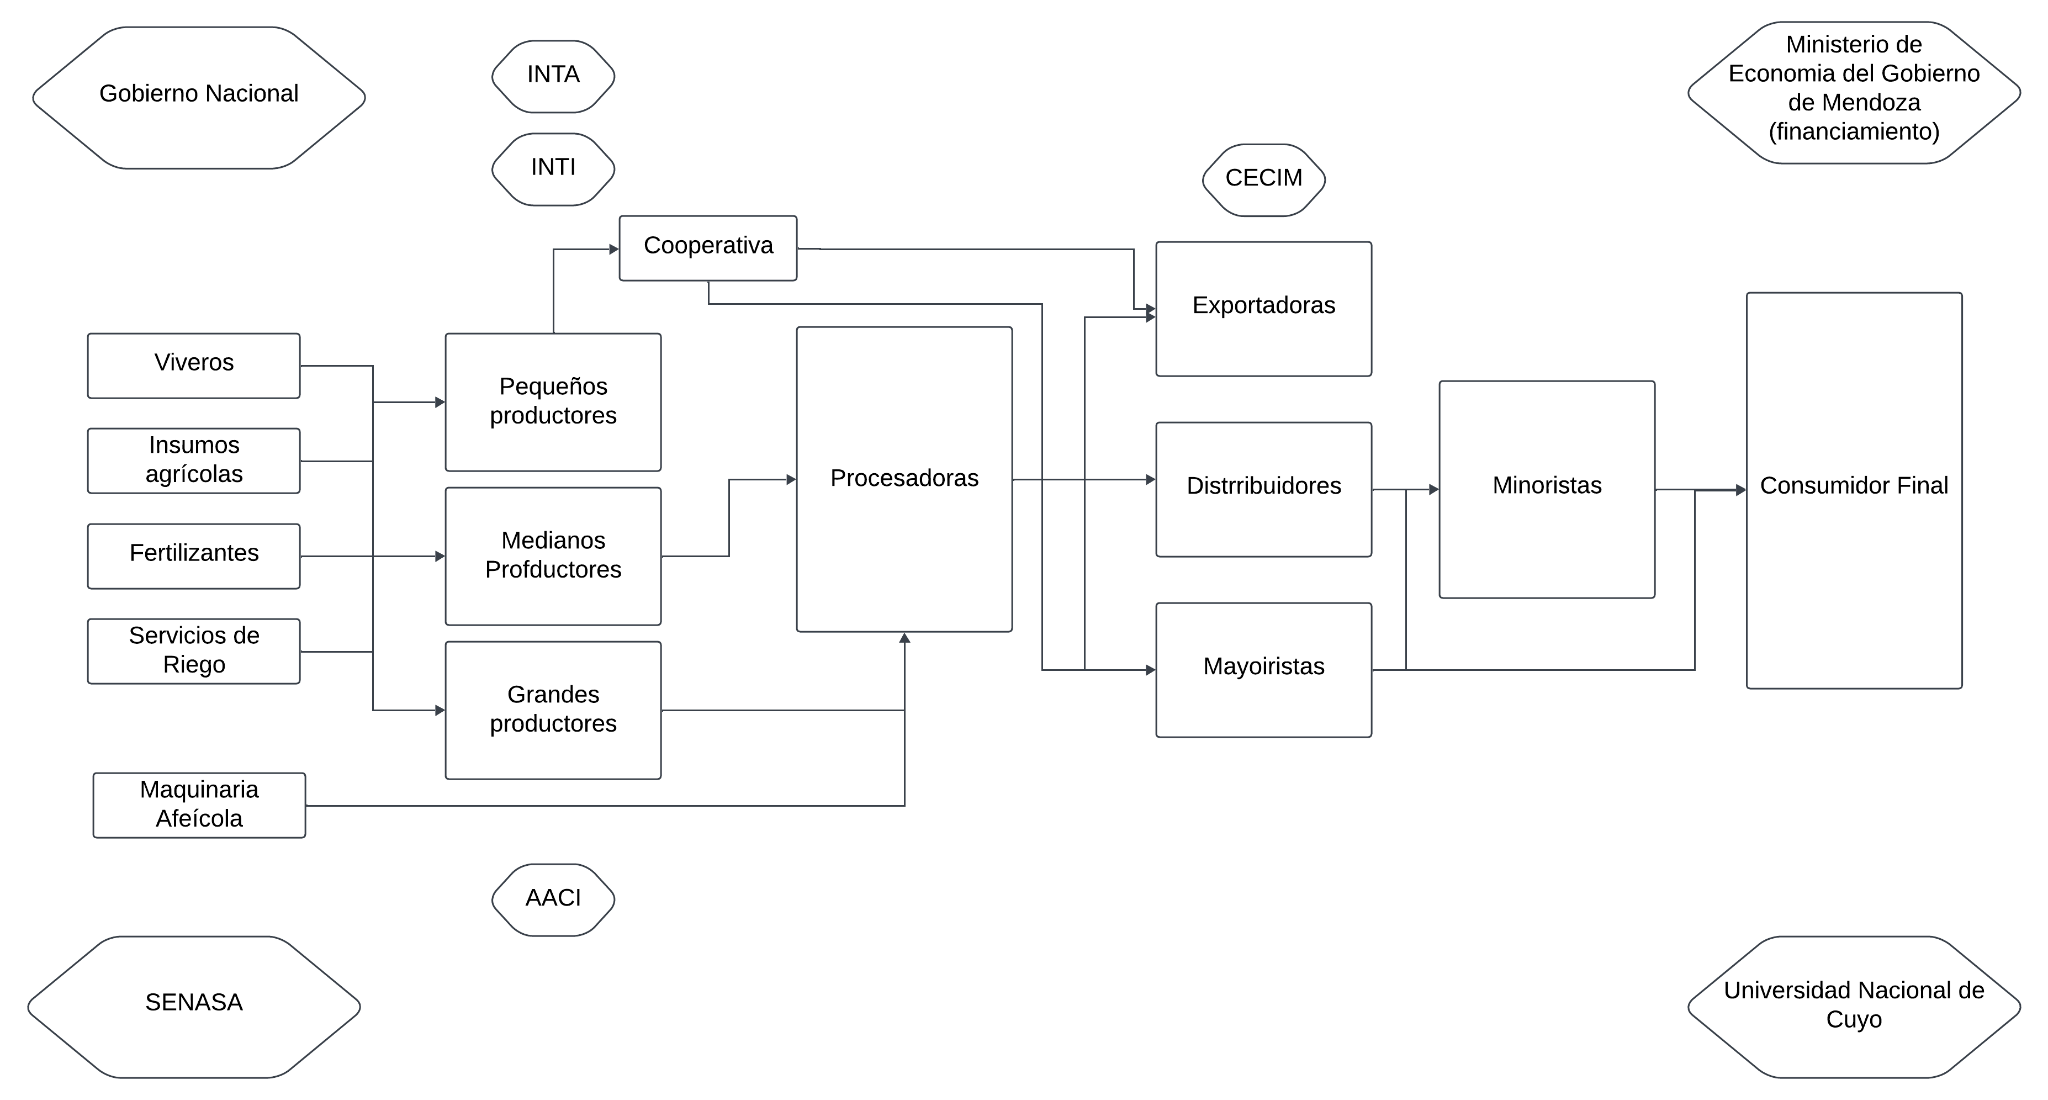 Gobierno Nacional
INTA
INTI
Ministerio de
Economia del Gobierno
de Mendoza
(financiamiento)
CECIM
Cooperativa
Exportadoras
Viveros
Insumos
agrícolas
Fertilizantes
Servicios de
Riego
Maquinaria
Afeícola
Pequeños
productores
Medianos
Profductores
Grandes
productores
Procesadoras
Distrribuidores
Mayoiristas
Minoristas
Consumidor Final
AACI
SENASA
Universidad Nacional de
Cuyo